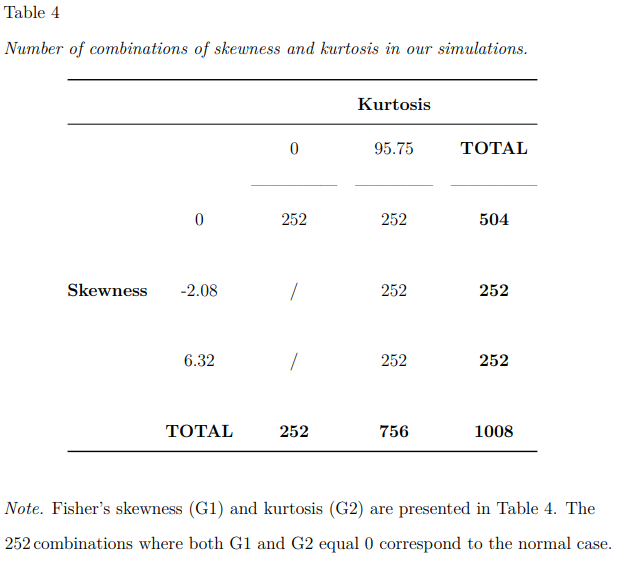 Table 4
Number of combinations of skewness and kurtosis in our simulations.
Kurtosis
0 95.75 TOTAL
0 252 252 504
Skewness -2.08 / 252 252
6.32 / 252 252
TOTAL 252 756 1008
Note. Fisher's skewness (G1) and kurtosis (G2) are presented in Table 4. The
252 combinations where both G1 and G2 equal 0 correspond to the normal case.